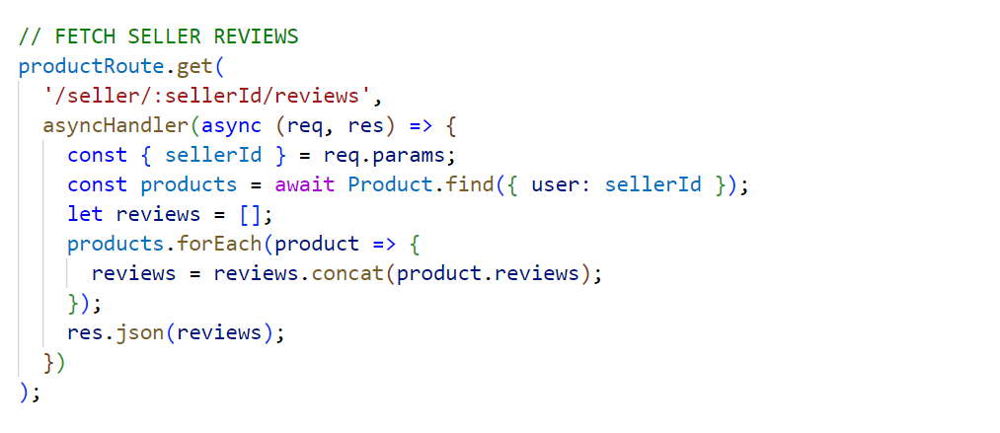 // FETCH SELLER REVIEWS
productRoute.get(
  '/seller/:sellerId/reviews',
  asyncHandler(async (req, res) => {
    const { sellerId } = req.params;
    const products = await Product.find({ user: sellerId });
    let reviews = [];
    products.forEach(product => {
      reviews = reviews.concat(product.reviews);
    });
    res.json(reviews);
  })
);